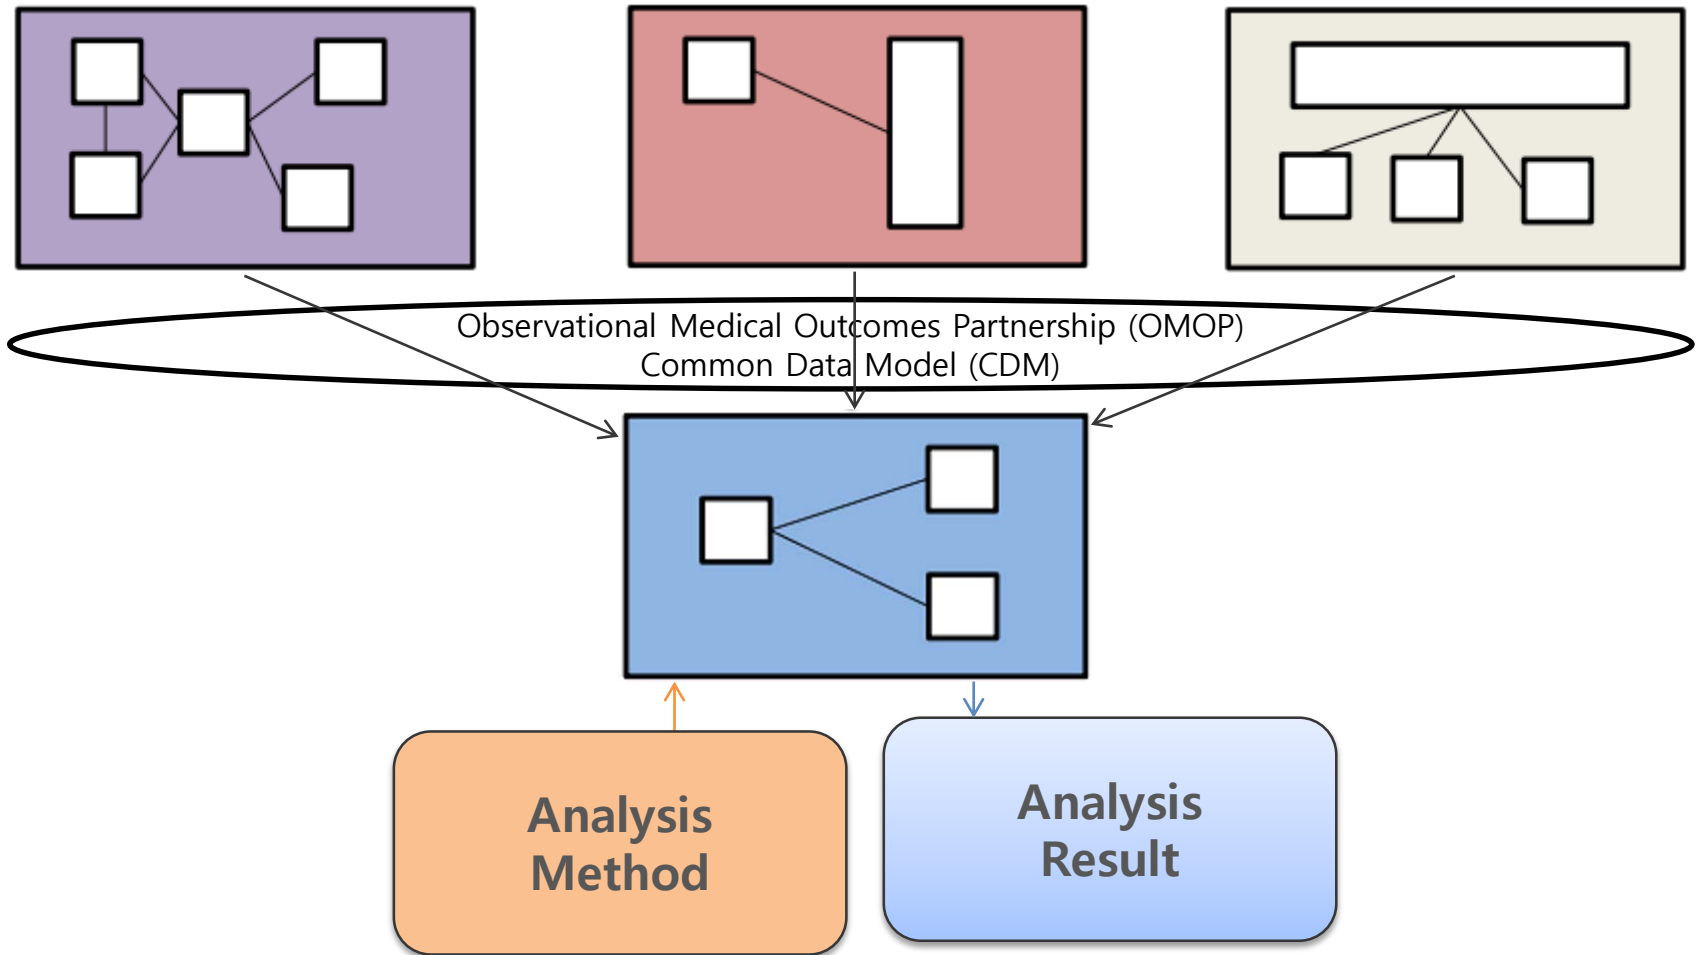 Observational Medical Outcomes Partnership (OMOP)
Common Data Model (CDM)
Analysis
Method
Analysis
Result